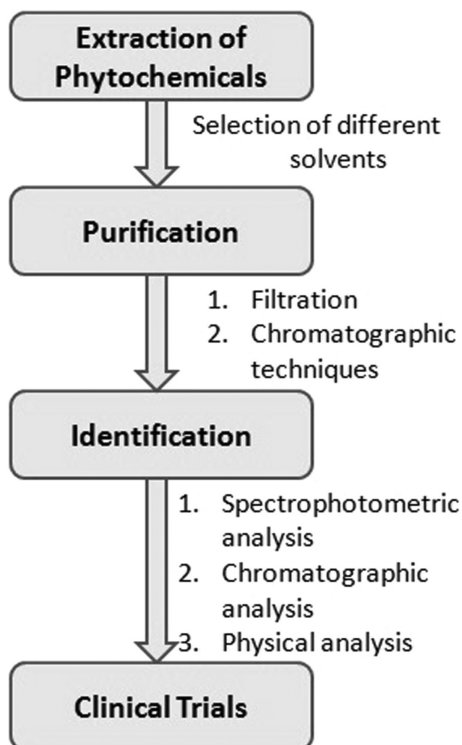 Extraction of
Phytochemicals
Selection of different
solvents
Purification
1. Filtration
2. Chromatographic
techniques
Identification
1. Spectrophotometric
analysis
2. Chromatographic
analysis
3. Physical analysis
Clinical Trials